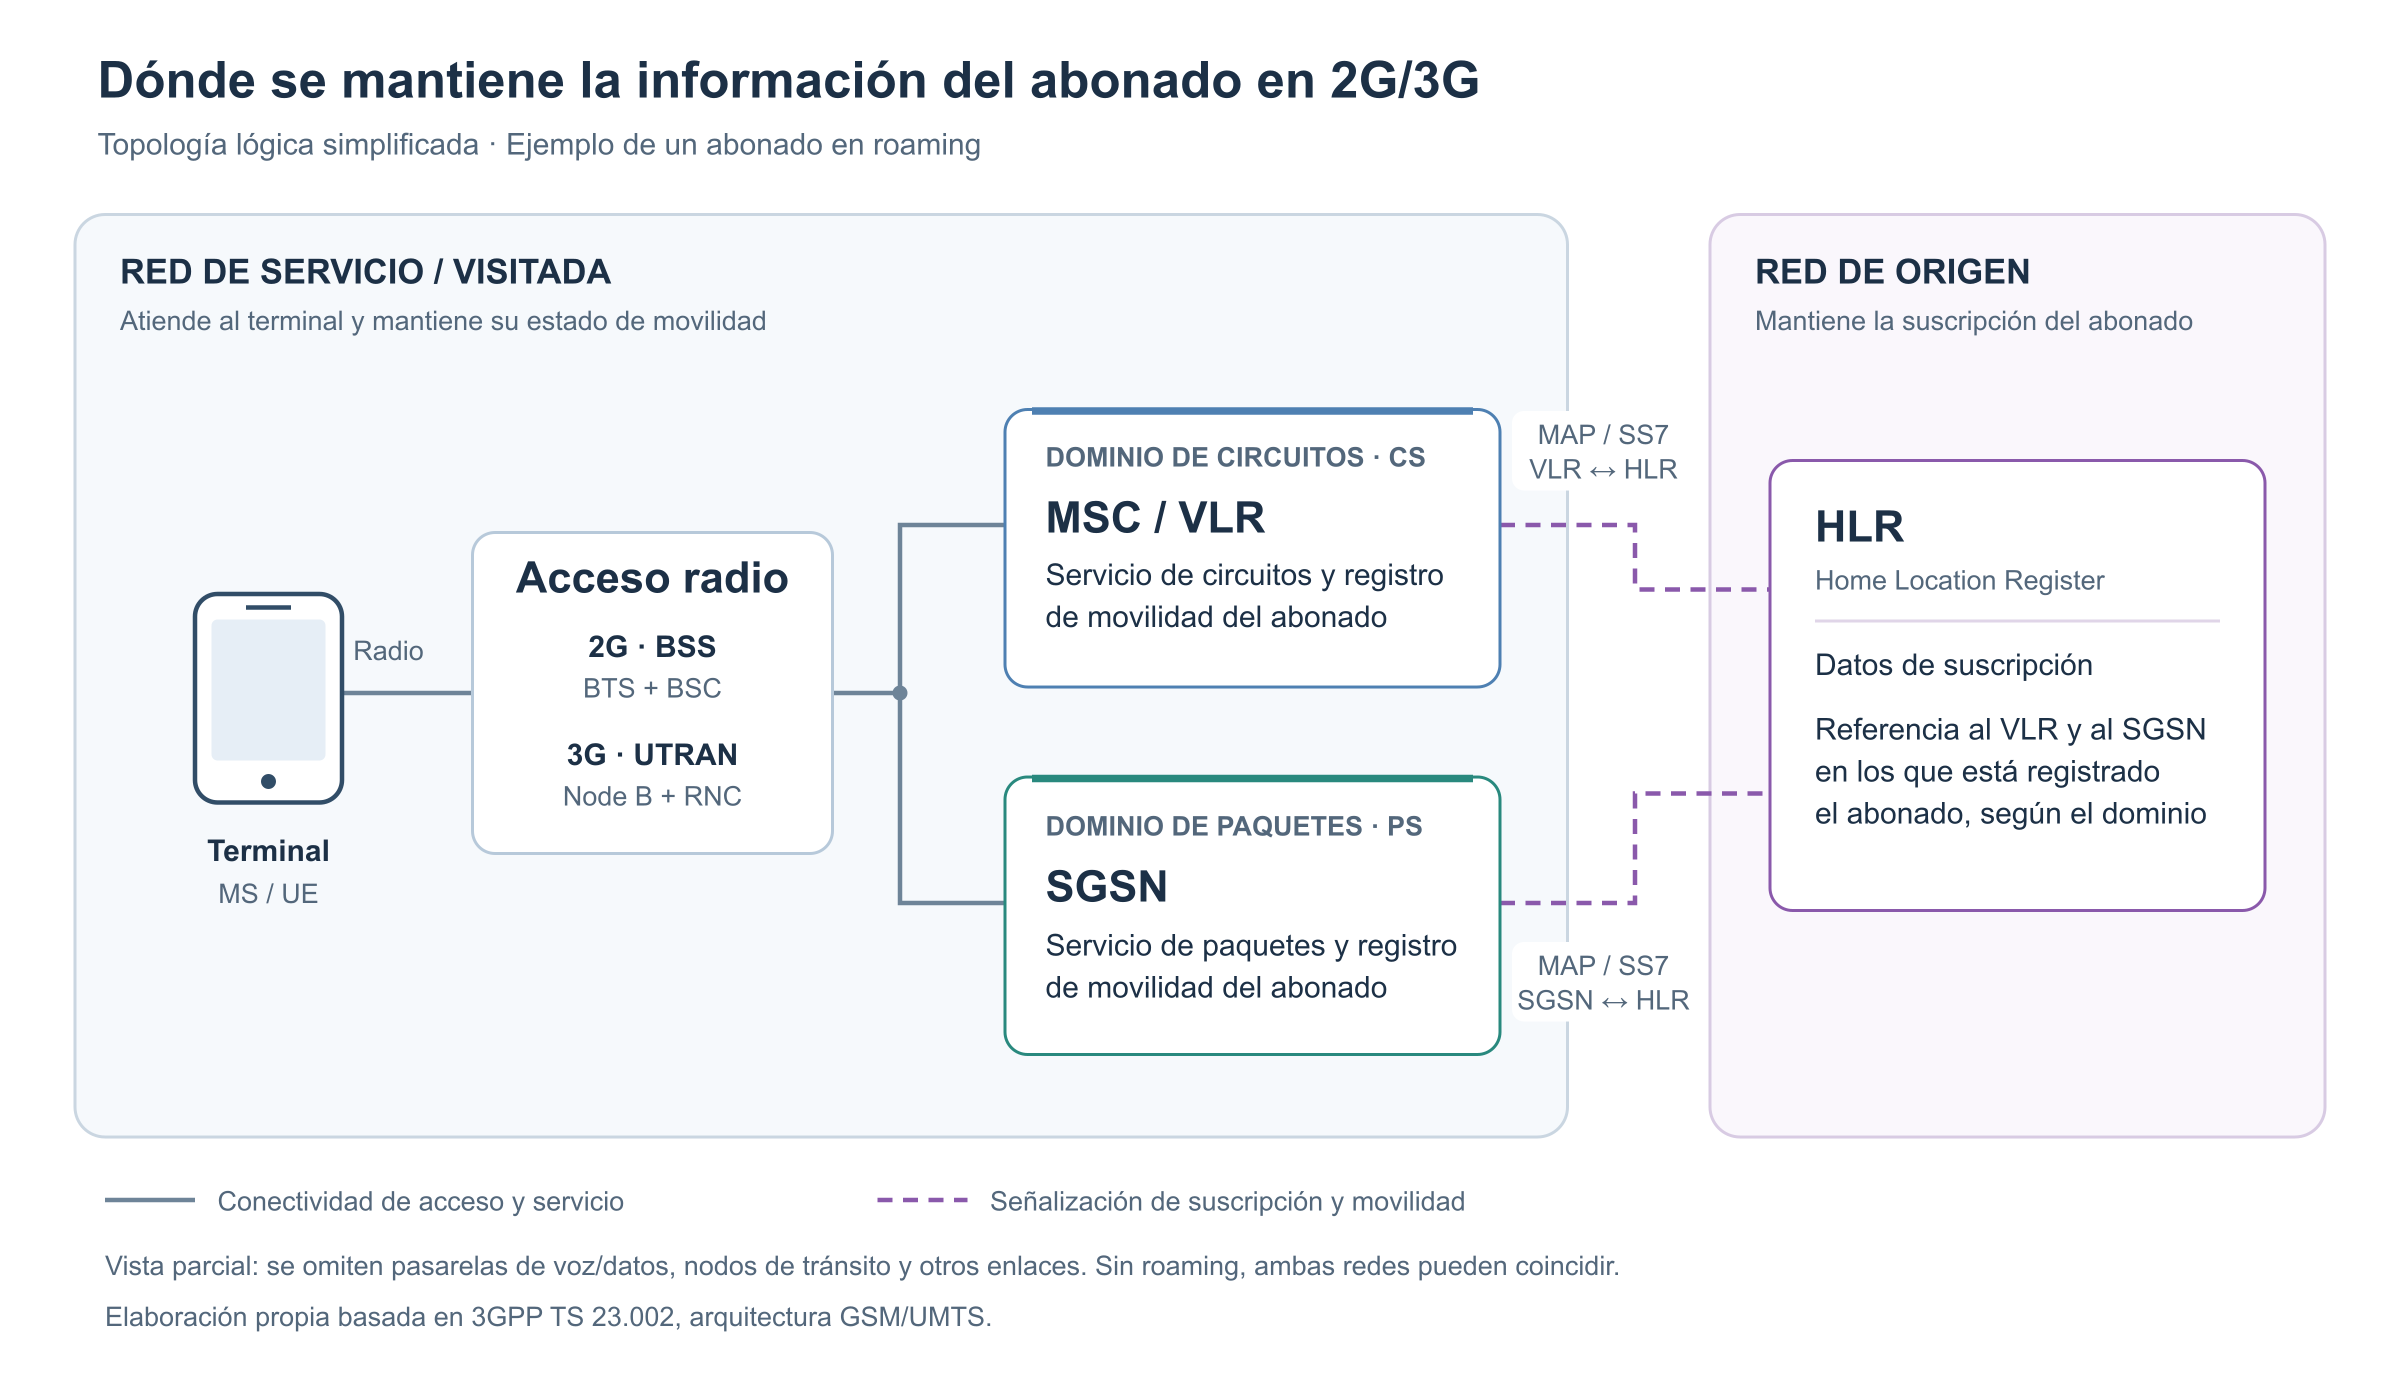 Dónde se mantiene la información del abonado en 2G/3G
Topología lógica simplificada · Ejemplo de un abonado en roaming
RED DE SERVICIO / VISITADA
Atiende al terminal y mantiene su estado de movilidad
Radio
Terminal
MS / UE
Acceso radio
2G · BSS
BTS + BSC
3G · UTRAN
Node B + RNC
DOMINIO DE CIRCUITOS · CS
MSC / VLR
Servicio de circuitos y registro
de movilidad del abonado
DOMINIO DE PAQUETES · PS
SGSN
Servicio de paquetes y registro
de movilidad del abonado
MAP / SS7
VLR ↔ HLR
MAP / SS7
SGSN ↔ HLR
RED DE ORIGEN
Mantiene la suscripción del abonado
HLR
Home Location Register
Datos de suscripción
Referencia al VLR y al SGSN
en los que está registrado
el abonado, según el dominio
Conectividad de acceso y servicio
Señalización de suscripción y movilidad
Vista parcial: se omiten pasarelas de voz/datos, nodos de tránsito y otros enlaces. Sin roaming, ambas redes pueden coincidir.
Elaboración propia basada en 3GPP TS 23.002, arquitectura GSM/UMTS.